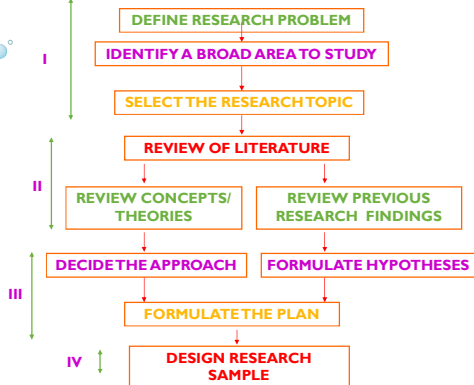 DEFINE RESEARCH PROBLEM
I
IDENTIFY A BROAD AREA TO STUDY
SELECT THE RESEARCH TOPIC
REVIEW OF LITERATURE
II
REVIEW CONCEPTS/
THEORIES
REVIEW PREVIOUS
RESEARCH FINDINGS
DECIDE THE APPROACH
FORMULATE HYPOTHESES
III
FORMULATE THE PLAN
IV
DESIGN RESEARCH
SAMPLE